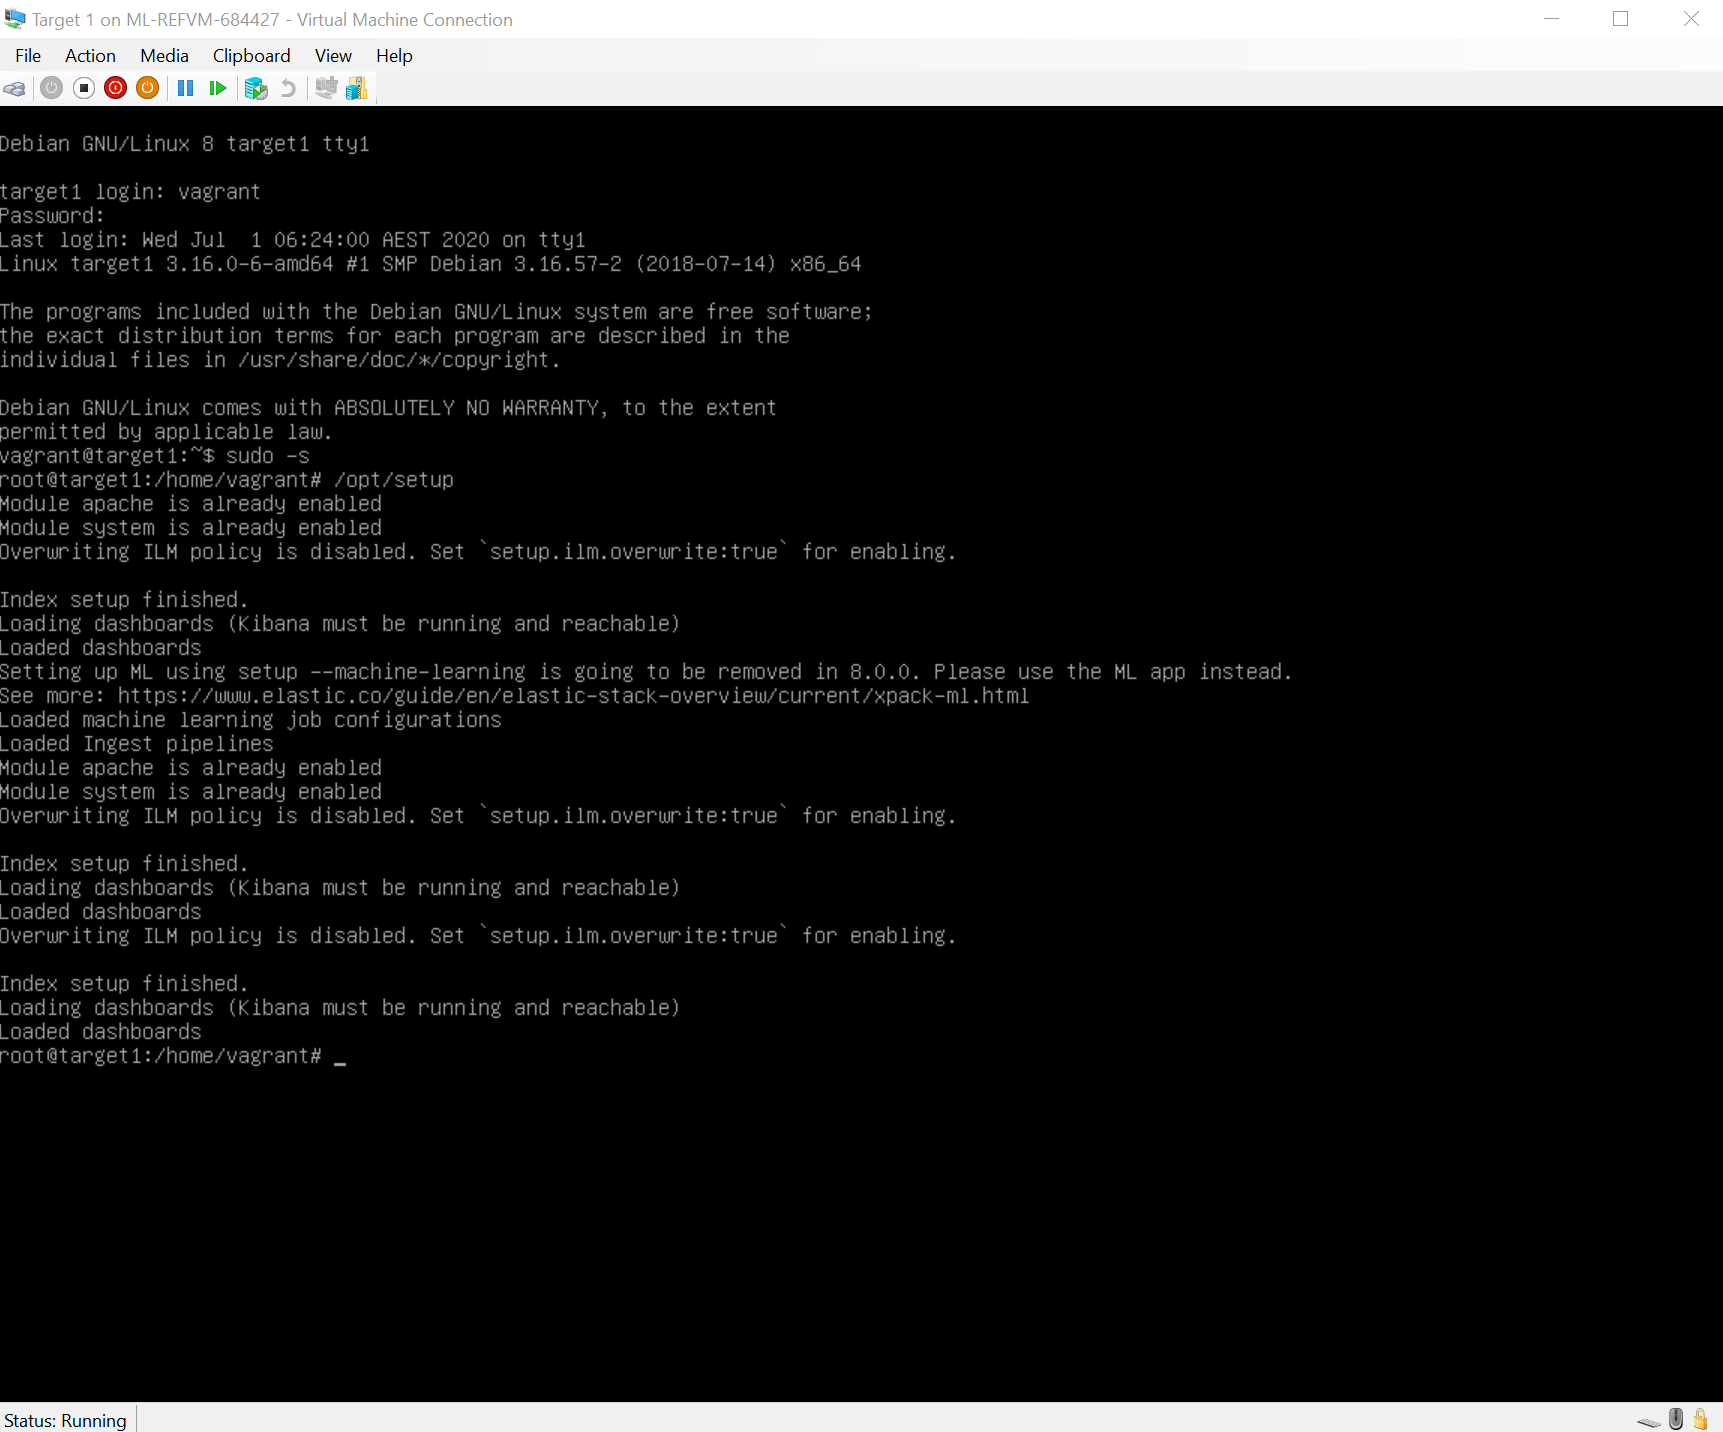 Target 1 on ML-REFVM-684427 - Virtual Machine Connection
File Action Media Clipboard View Help
Debian GNU/Linux 8 target1 tty1
target1 login: vagrant
Password:
Last login: Wed Jul  1 06:24:00 AEST 2020 on tty1
Linux target1 3.16.0-6-amd64 #1 SMP Debian 3.16.57-2 (2018-07-14) x86_64
The programs included with the Debian GNU/Linux system are free software;
the exact distribution terms for each program are described in the
individual files in /usr/share/doc/*/copyright.
Debian GNU/Linux comes with ABSOLUTELY NO WARRANTY, to the extent
permitted by applicable law.
vagrant@target1:~$ sudo -s
root@target1:/home/vagrant# /opt/setup
Module apache is already enabled
Module system is already enabled
Overwriting ILM policy is disabled. Set `setup.ilm.overwrite:true` for enabling.
Index setup finished.
Loading dashboards (Kibana must be running and reachable)
Loaded dashboards
Setting up ML using setup --machine-learning is going to be removed in 8.0.0. Please use the ML app instead.
See more: https://www.elastic.co/guide/en/elastic-stack-overview/current/xpack-ml.html
Loaded machine learning job configurations
Loaded Ingest pipelines
Module apache is already enabled
Module system is already enabled
Overwriting ILM policy is disabled. Set `setup.ilm.overwrite:true` for enabling.
Index setup finished.
Loading dashboards (Kibana must be running and reachable)
Loaded dashboards
Overwriting ILM policy is disabled. Set `setup.ilm.overwrite:true` for enabling.
Index setup finished.
Loading dashboards (Kibana must be running and reachable)
Loaded dashboards
root@target1:/home/vagrant# _
Status: Running